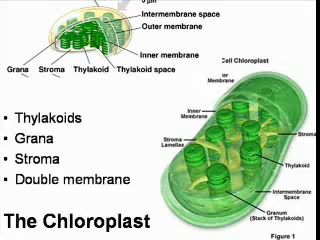 Intermembrane space
Outer membrane
Inner membrane
Grana Stroma Thylakoid Thylakoid space
Cell Chloroplast
Membrane
Inner
Membrane
Stroma
Lamellae
Stroma
Thylakoid
Intermembrane
Space
Granum
(Stack of Thylakoids)
Figure 1
• Thylakoids
• Grana
• Stroma
• Double membrane
The Chloroplast